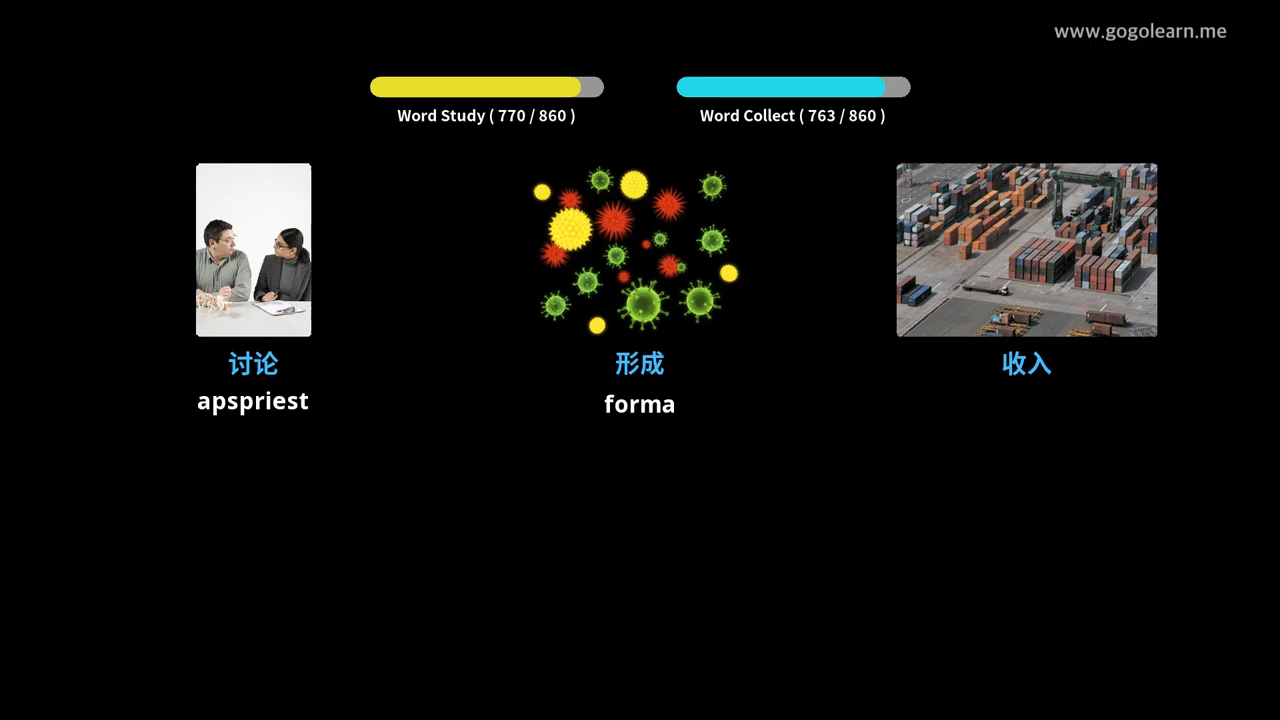 www.gogolearn.me
Word Study ( 770 / 860 )
Word Collect ( 763 / 860 )
讨论
形成
收入
apspriest
forma